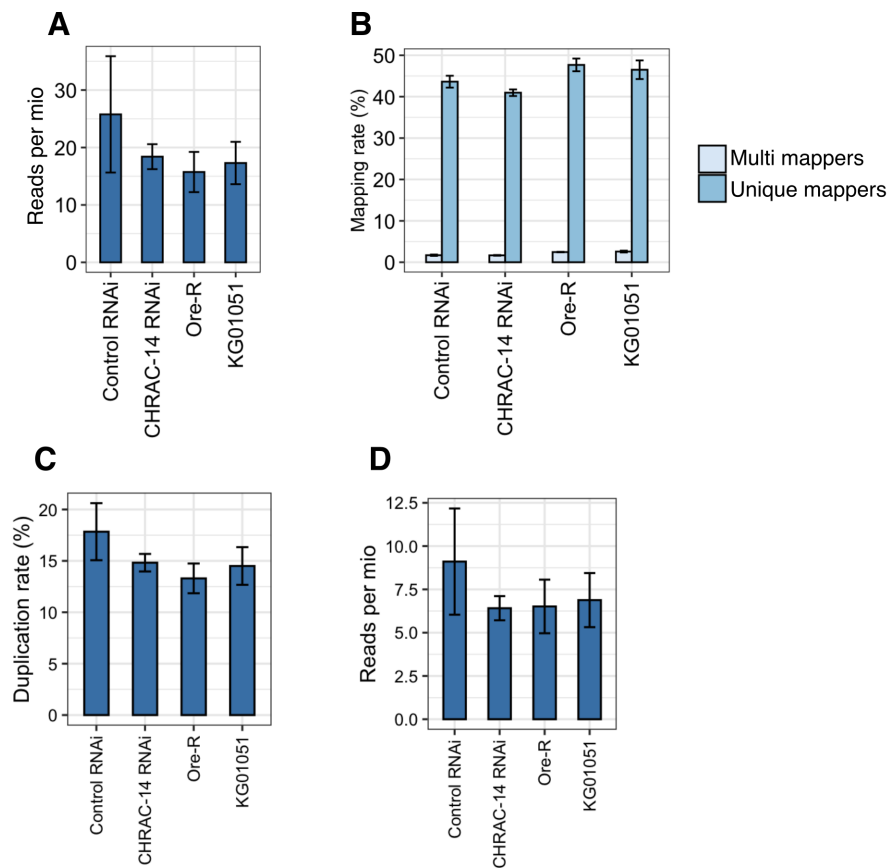 A
Reads per mio
30
20
10
0
Control RNAi
CHRAC-14 RNAi
Ore-R
KG01051
B
Mapping rate (%)
50
40
30
20
10
0
Control RNAi
CHRAC-14 RNAi
Ore-R
KG01051
Multi mappers
Unique mappers
C
Duplication rate (%)
20
15
10
5
0
Control RNAi
CHRAC-14 RNAi
Ore-R
KG01051
D
Reads per mio
12.5
10.0
7.5
5.0
2.5
0.0
Control RNAi
CHRAC-14 RNAi
Ore-R
KG01051